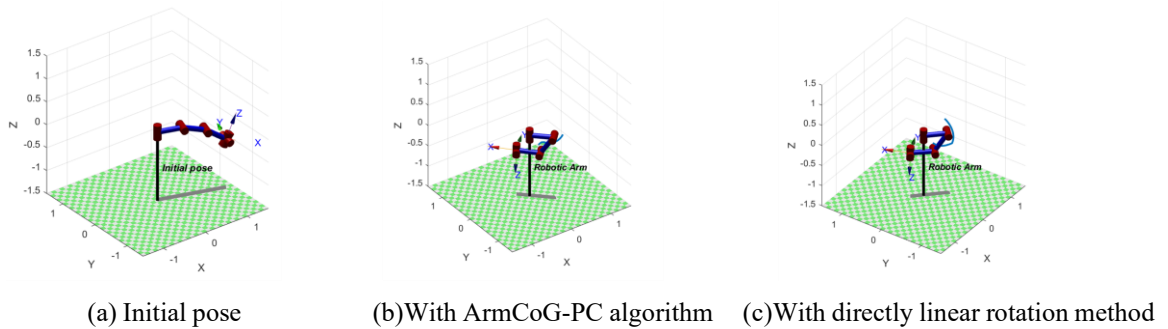 1.5
1
0.5
0
-0.5
-1
-1.5
Z
Y
Z
X
Initial pose
1
0
-1
Y
-1
0
1
X
1.5
1
0.5
0
-0.5
-1
-1.5
Z
Y
X
Z
Robotic Arm
1
0
-1
Y
-1
0
1
X
1.5
1
0.5
0
-0.5
-1
-1.5
Z
Y
X
Z
Robotic Arm
1
0
-1
Y
-1
0
1
X
(a) Initial pose
(b)With ArmCoG-PC algorithm
(c)With directly linear rotation method